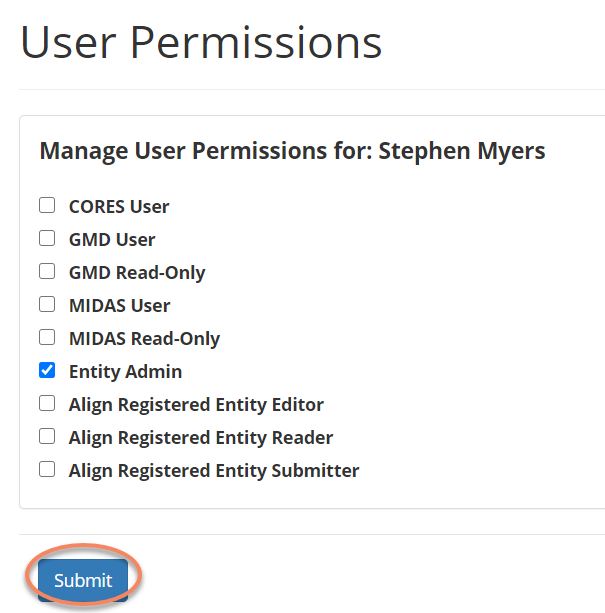 User Permissions
Manage User Permissions for: Stephen Myers
CORES User
GMD User
GMD Read-Only
MIDAS User
MIDAS Read-Only
Entity Admin
Align Registered Entity Editor
Align Registered Entity Reader
Align Registered Entity Submitter
Submit